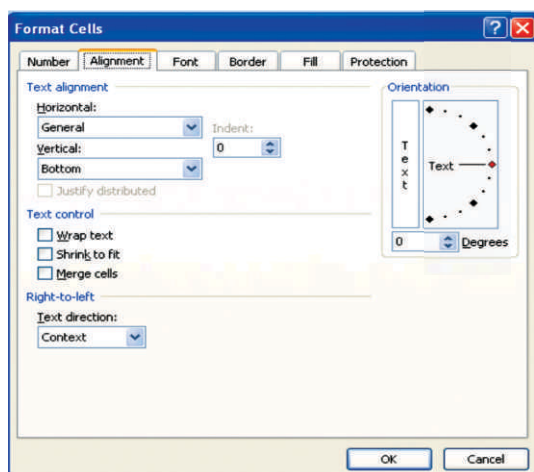 Format Cells
Number Alignment Font Border Fill Protection
Text alignment
Horizontal:
General
Indent:
0
Vertical:
Bottom
Justify distributed
Text control
Wrap text
Shrink to fit
Merge cells
Right-to-left
Text direction:
Context
Orientation
Text
Text
0 Degrees
OK Cancel